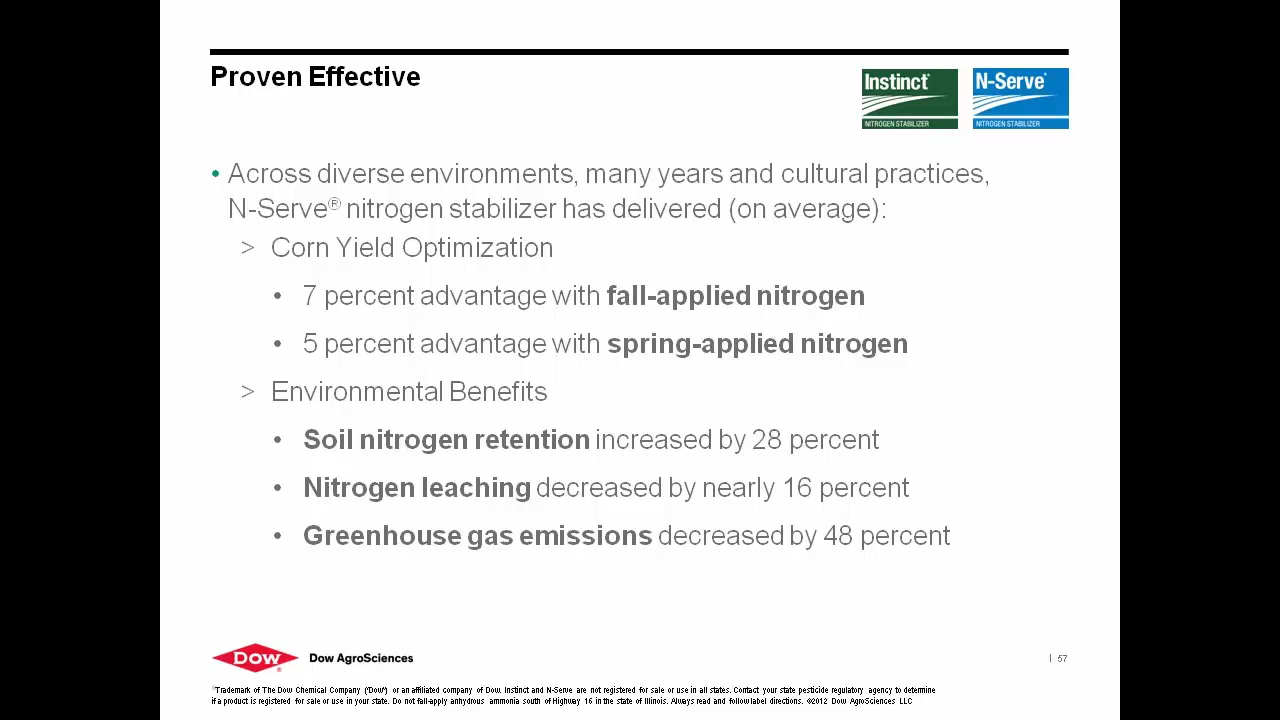 Proven Effective
Instinct®
NITROGEN STABILIZER
N-Serve®
NITROGEN STABILIZER
• Across diverse environments, many years and cultural practices,
N-Serve® nitrogen stabilizer has delivered (on average):
> Corn Yield Optimization
• 7 percent advantage with fall-applied nitrogen
• 5 percent advantage with spring-applied nitrogen
> Environmental Benefits
• Soil nitrogen retention increased by 28 percent
• Nitrogen leaching decreased by nearly 16 percent
• Greenhouse gas emissions decreased by 48 percent
DOW® Dow AgroSciences
| 57
®Trademark of The Dow Chemical Company ("Dow") or an affiliated company of Dow. Instinct and N-Serve are not registered for sale or use in all states. Contact your state pesticide regulatory agency to determine
if a product is registered for sale or use in your state. Do not fall-apply anhydrous ammonia south of Highway 16 in the state of Illinois. Always read and follow label directions. ©2012 Dow AgroSciences LLC